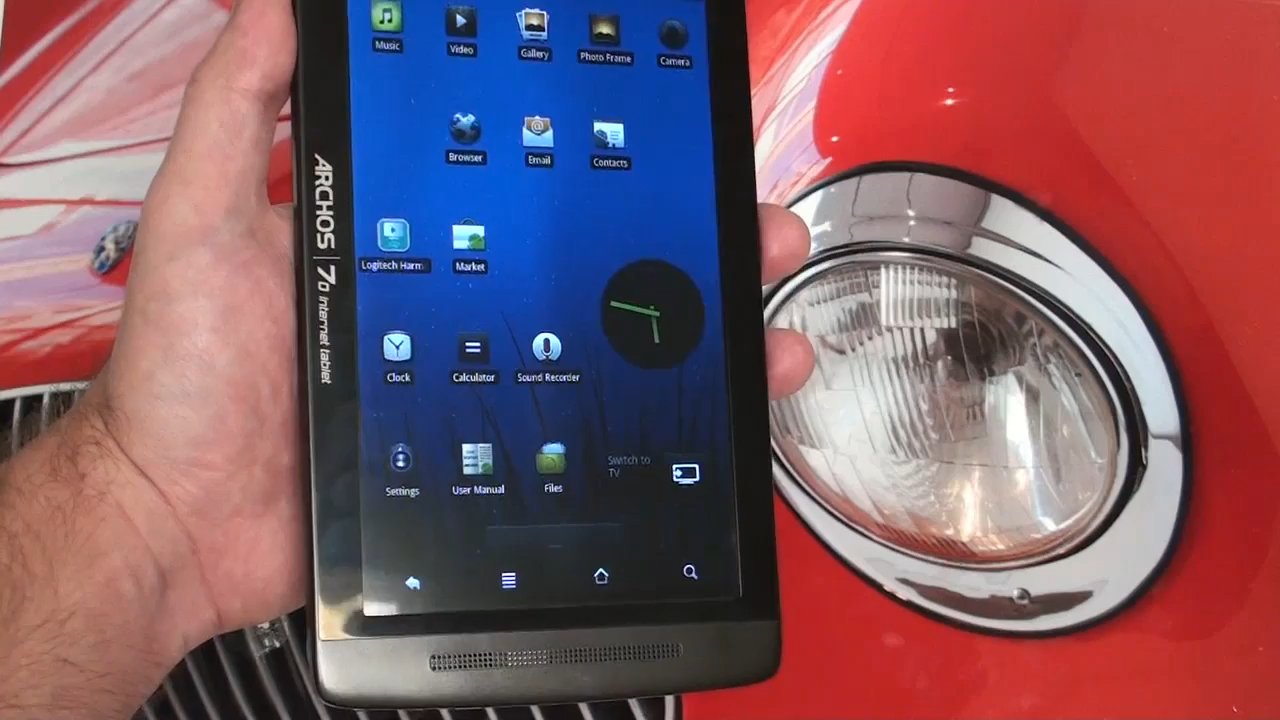 Music
Video
Gallery
Photo Frame
Camera
Browser
Email
Contacts
Logitech Harm
Market
Clock
Calculator
Sound Recorder
Settings
User Manual
Files
Switch to
TV
ARCHOS | 70 internet tablet